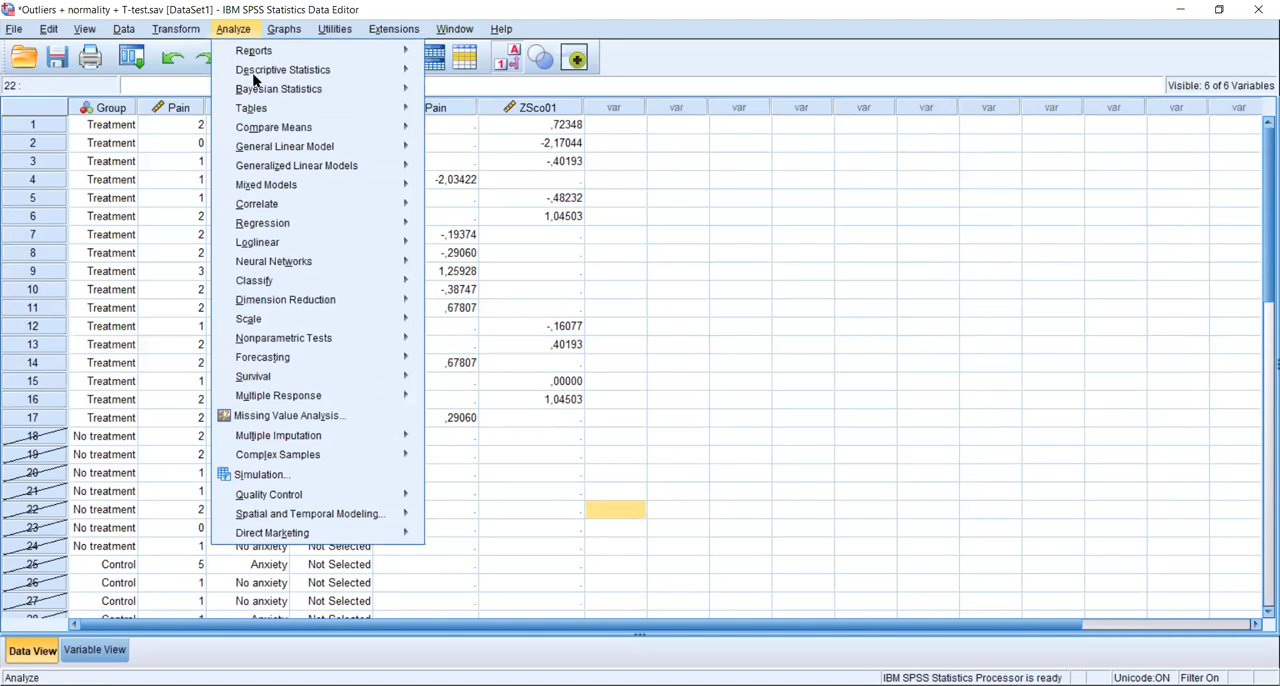 *Outliers + normality + T-test.sav [DataSet1] - IBM SPSS Statistics Data Editor
File Edit View Data Transform Analyze Graphs Utilities Extensions Window Help
22 :
Visible: 6 of 6 Variables
Group Pain Pain ZSco01 var var var var var var var var var var var
Reports
Descriptive Statistics
Bayesian Statistics
Tables
Compare Means
General Linear Model
Generalized Linear Models
Mixed Models
Correlate
Regression
Loglinear
Neural Networks
Classify
Dimension Reduction
Scale
Nonparametric Tests
Forecasting
Survival
Multiple Response
Missing Value Analysis...
Multiple Imputation
Complex Samples
Simulation...
Quality Control
Spatial and Temporal Modeling...
Direct Marketing
1 Treatment 2 . ,72348
2 Treatment 0 . -2,17044
3 Treatment 1 . -,40193
4 Treatment 1 -2,03422 .
5 Treatment 1 . -,48232
6 Treatment 2 . 1,04503
7 Treatment 2 -,19374 .
8 Treatment 2 -,29060 .
9 Treatment 3 1,25928 .
10 Treatment 2 -,38747 .
11 Treatment 2 ,67807 .
12 Treatment 1 . -,16077
13 Treatment 2 . ,40193
14 Treatment 2 ,67807 .
15 Treatment 1 . ,00000
16 Treatment 2 . 1,04503
17 Treatment 2 ,29060 .
18 No treatment 2 . .
19 No treatment 2 . .
20 No treatment 1 . .
21 No treatment 1 . .
22 No treatment 2 . .
23 No treatment 0 . .
24 No treatment 1 No anxiety Not Selected . .
25 Control 5 Anxiety Not Selected . .
26 Control 1 No anxiety Not Selected . .
27 Control 1 No anxiety Not Selected . .
28 Control 1 Anxiety Not Selected . .
Data View Variable View
Analyze
IBM SPSS Statistics Processor is ready Unicode:ON Filter On